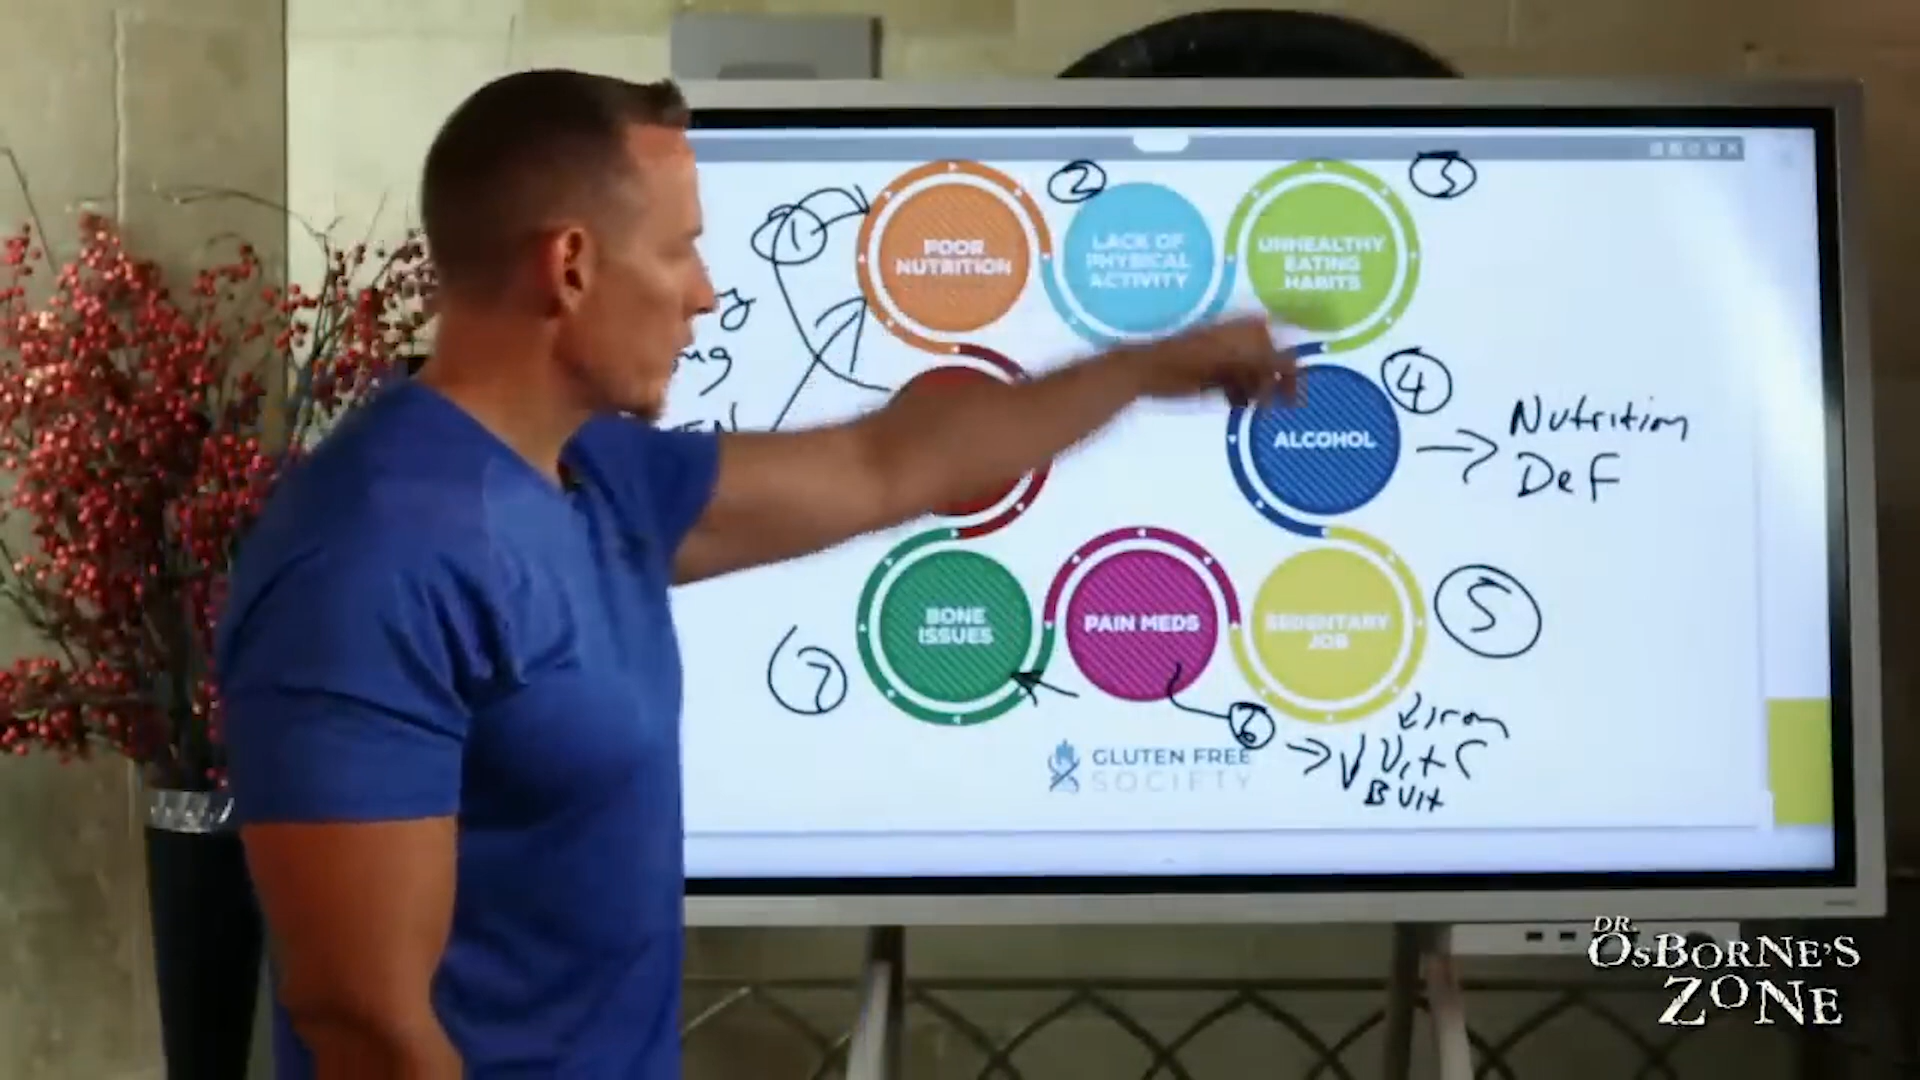 1
2
3
POOR
NUTRITION
LACK OF
PHYSICAL
ACTIVITY
UNHEALTHY
EATING
HABITS
4
ALCOHOL
Nutrition
Def
BONE
ISSUES
PAIN MEDS
SEDENTARY
JOB
5
7
6
↓Iron
→ ↓ Vit C
B Vit
GLUTEN FREE
SOCIETY
DR.
OSBORNE'S
ZONE